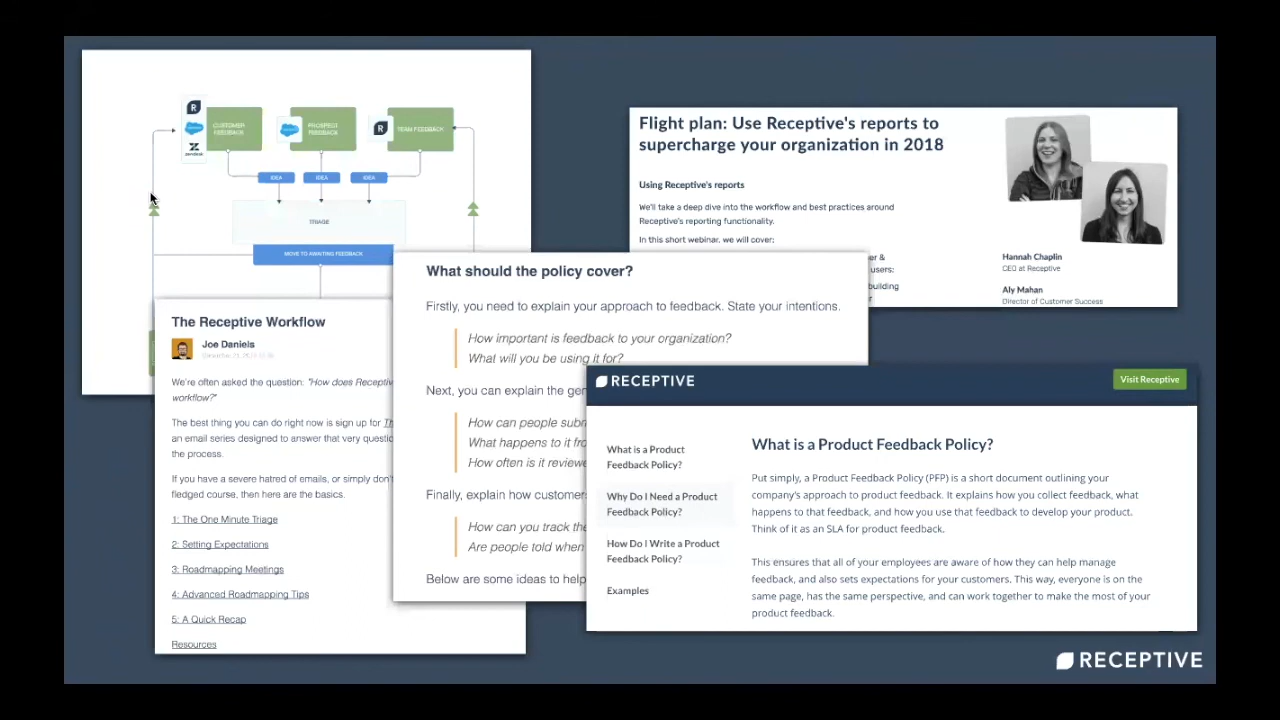 CUSTOMER
FEEDBACK
zendesk
PROSPECT
FEEDBACK
TEAM FEEDBACK
IDEA
IDEA
IDEA
TRIAGE
MOVE TO AWAITING FEEDBACK
The Receptive Workflow
Joe Daniels
We're often asked the question: "How does Receptiv
workflow?"
The best thing you can do right now is sign up for Th
an email series designed to answer that very questio
the process.
If you have a severe hatred of emails, or simply don't
fledged course, then here are the basics.
1: The One Minute Triage
2: Setting Expectations
3: Roadmapping Meetings
4: Advanced Roadmapping Tips
5: A Quick Recap
Resources
What should the policy cover?
Firstly, you need to explain your approach to feedback. State your intentions.
How important is feedback to your organization?
What will you be using it for?
Next, you can explain the gen
How can people subm
What happens to it fro
How often is it reviewe
Finally, explain how customers
How can you track the
Are people told when
Below are some ideas to help
Flight plan: Use Receptive's reports to
supercharge your organization in 2018
Using Receptive's reports
We'll take a deep dive into the workflow and best practices around
Receptive's reporting functionality.
In this short webinar, we will cover:
er &
users;
building
Hannah Chaplin
CEO at Receptive
Aly Mahan
Director of Customer Success
RECEPTIVE
Visit Receptive
What is a Product
Feedback Policy?
Why Do I Need a Product
Feedback Policy?
How Do I Write a Product
Feedback Policy?
Examples
What is a Product Feedback Policy?
Put simply, a Product Feedback Policy (PFP) is a short document outlining your
company's approach to product feedback. It explains how you collect feedback, what
happens to that feedback, and how you use that feedback to develop your product.
Think of it as an SLA for product feedback.
This ensures that all of your employees are aware of how they can help manage
feedback, and also sets expectations for your customers. This way, everyone is on the
same page, has the same perspective, and can work together to make the most of your
product feedback.
RECEPTIVE